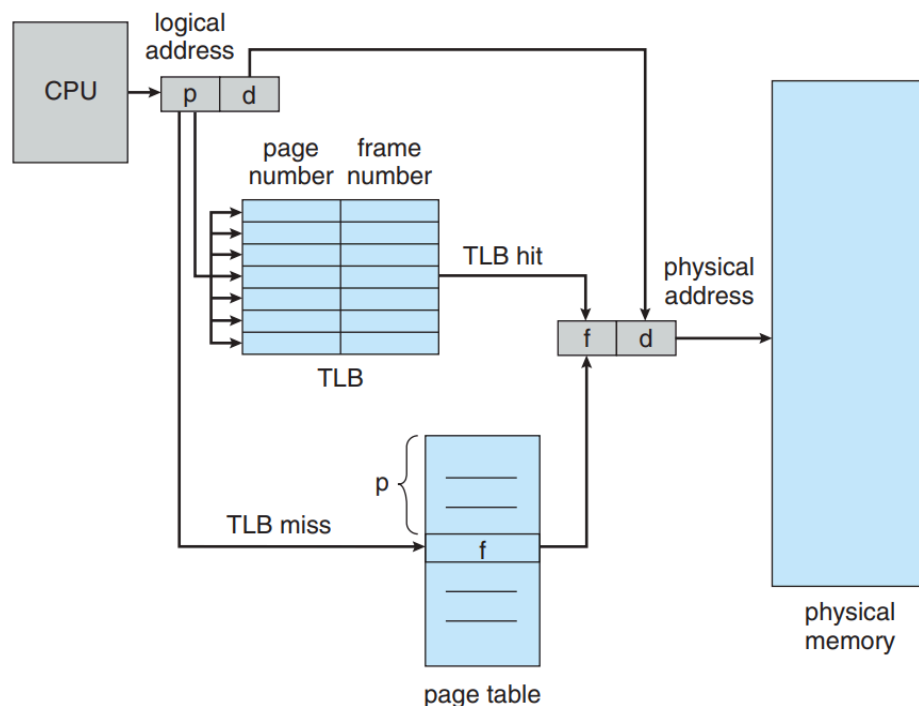 logical
address
CPU
p
d
page
number
frame
number
TLB hit
physical
address
f
d
TLB
p
TLB miss
f
physical
memory
page table